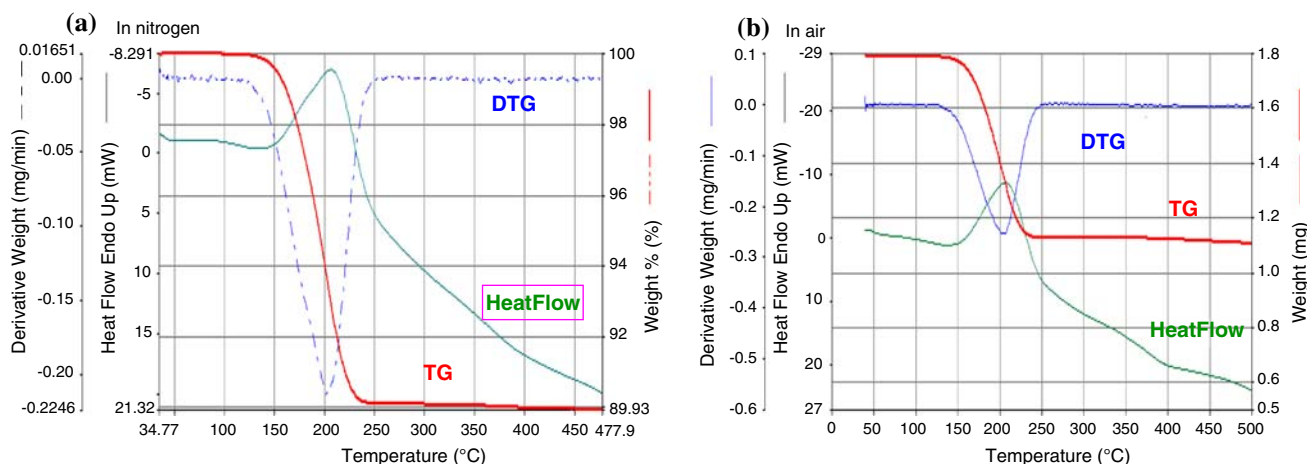 (a) In nitrogen
0.01651
0.00
-0.05
-0.10
-0.15
-0.20
-0.2246
Derivative Weight (mg/min)
-8.291
-5
0
5
10
15
21.32
Heat Flow Endo Up (mW)
DTG
HeatFlow
TG
100
98
96
94
92
89.93
Weight % (%)
34.77 100 150 200 250 300 350 400 450 477.9
Temperature (°C)
(b) In air
0.1
0.0
-0.1
-0.2
-0.3
-0.4
-0.5
-0.6
Derivative Weight (mg/min)
-29
-20
-10
0
10
20
27
Heat Flow Endo Up (mW)
DTG
TG
HeatFlow
1.8
1.6
1.4
1.2
1.0
0.8
0.6
0.5
Weight (mg)
0 50 100 150 200 250 300 350 400 450 500
Temperature (°C)